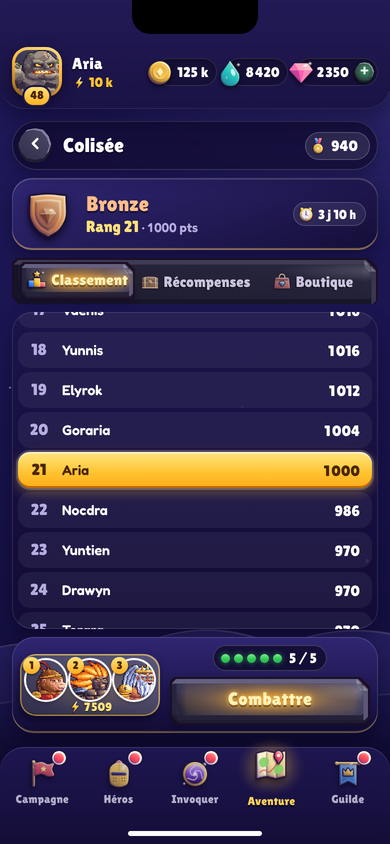 Aria
10 k
48
125 k
8420
2350
Colisée
940
Bronze
Rang 21 · 1000 pts
3 j 10 h
Classement
Récompenses
Boutique
18 Yunnis 1016
19 Elyrok 1012
20 Goraria 1004
21 Aria 1000
22 Nocdra 986
23 Yuntien 970
24 Drawyn 970
1 2 3
7509
5 / 5
Combattre
Campagne
Héros
Invoquer
Aventure
Guilde